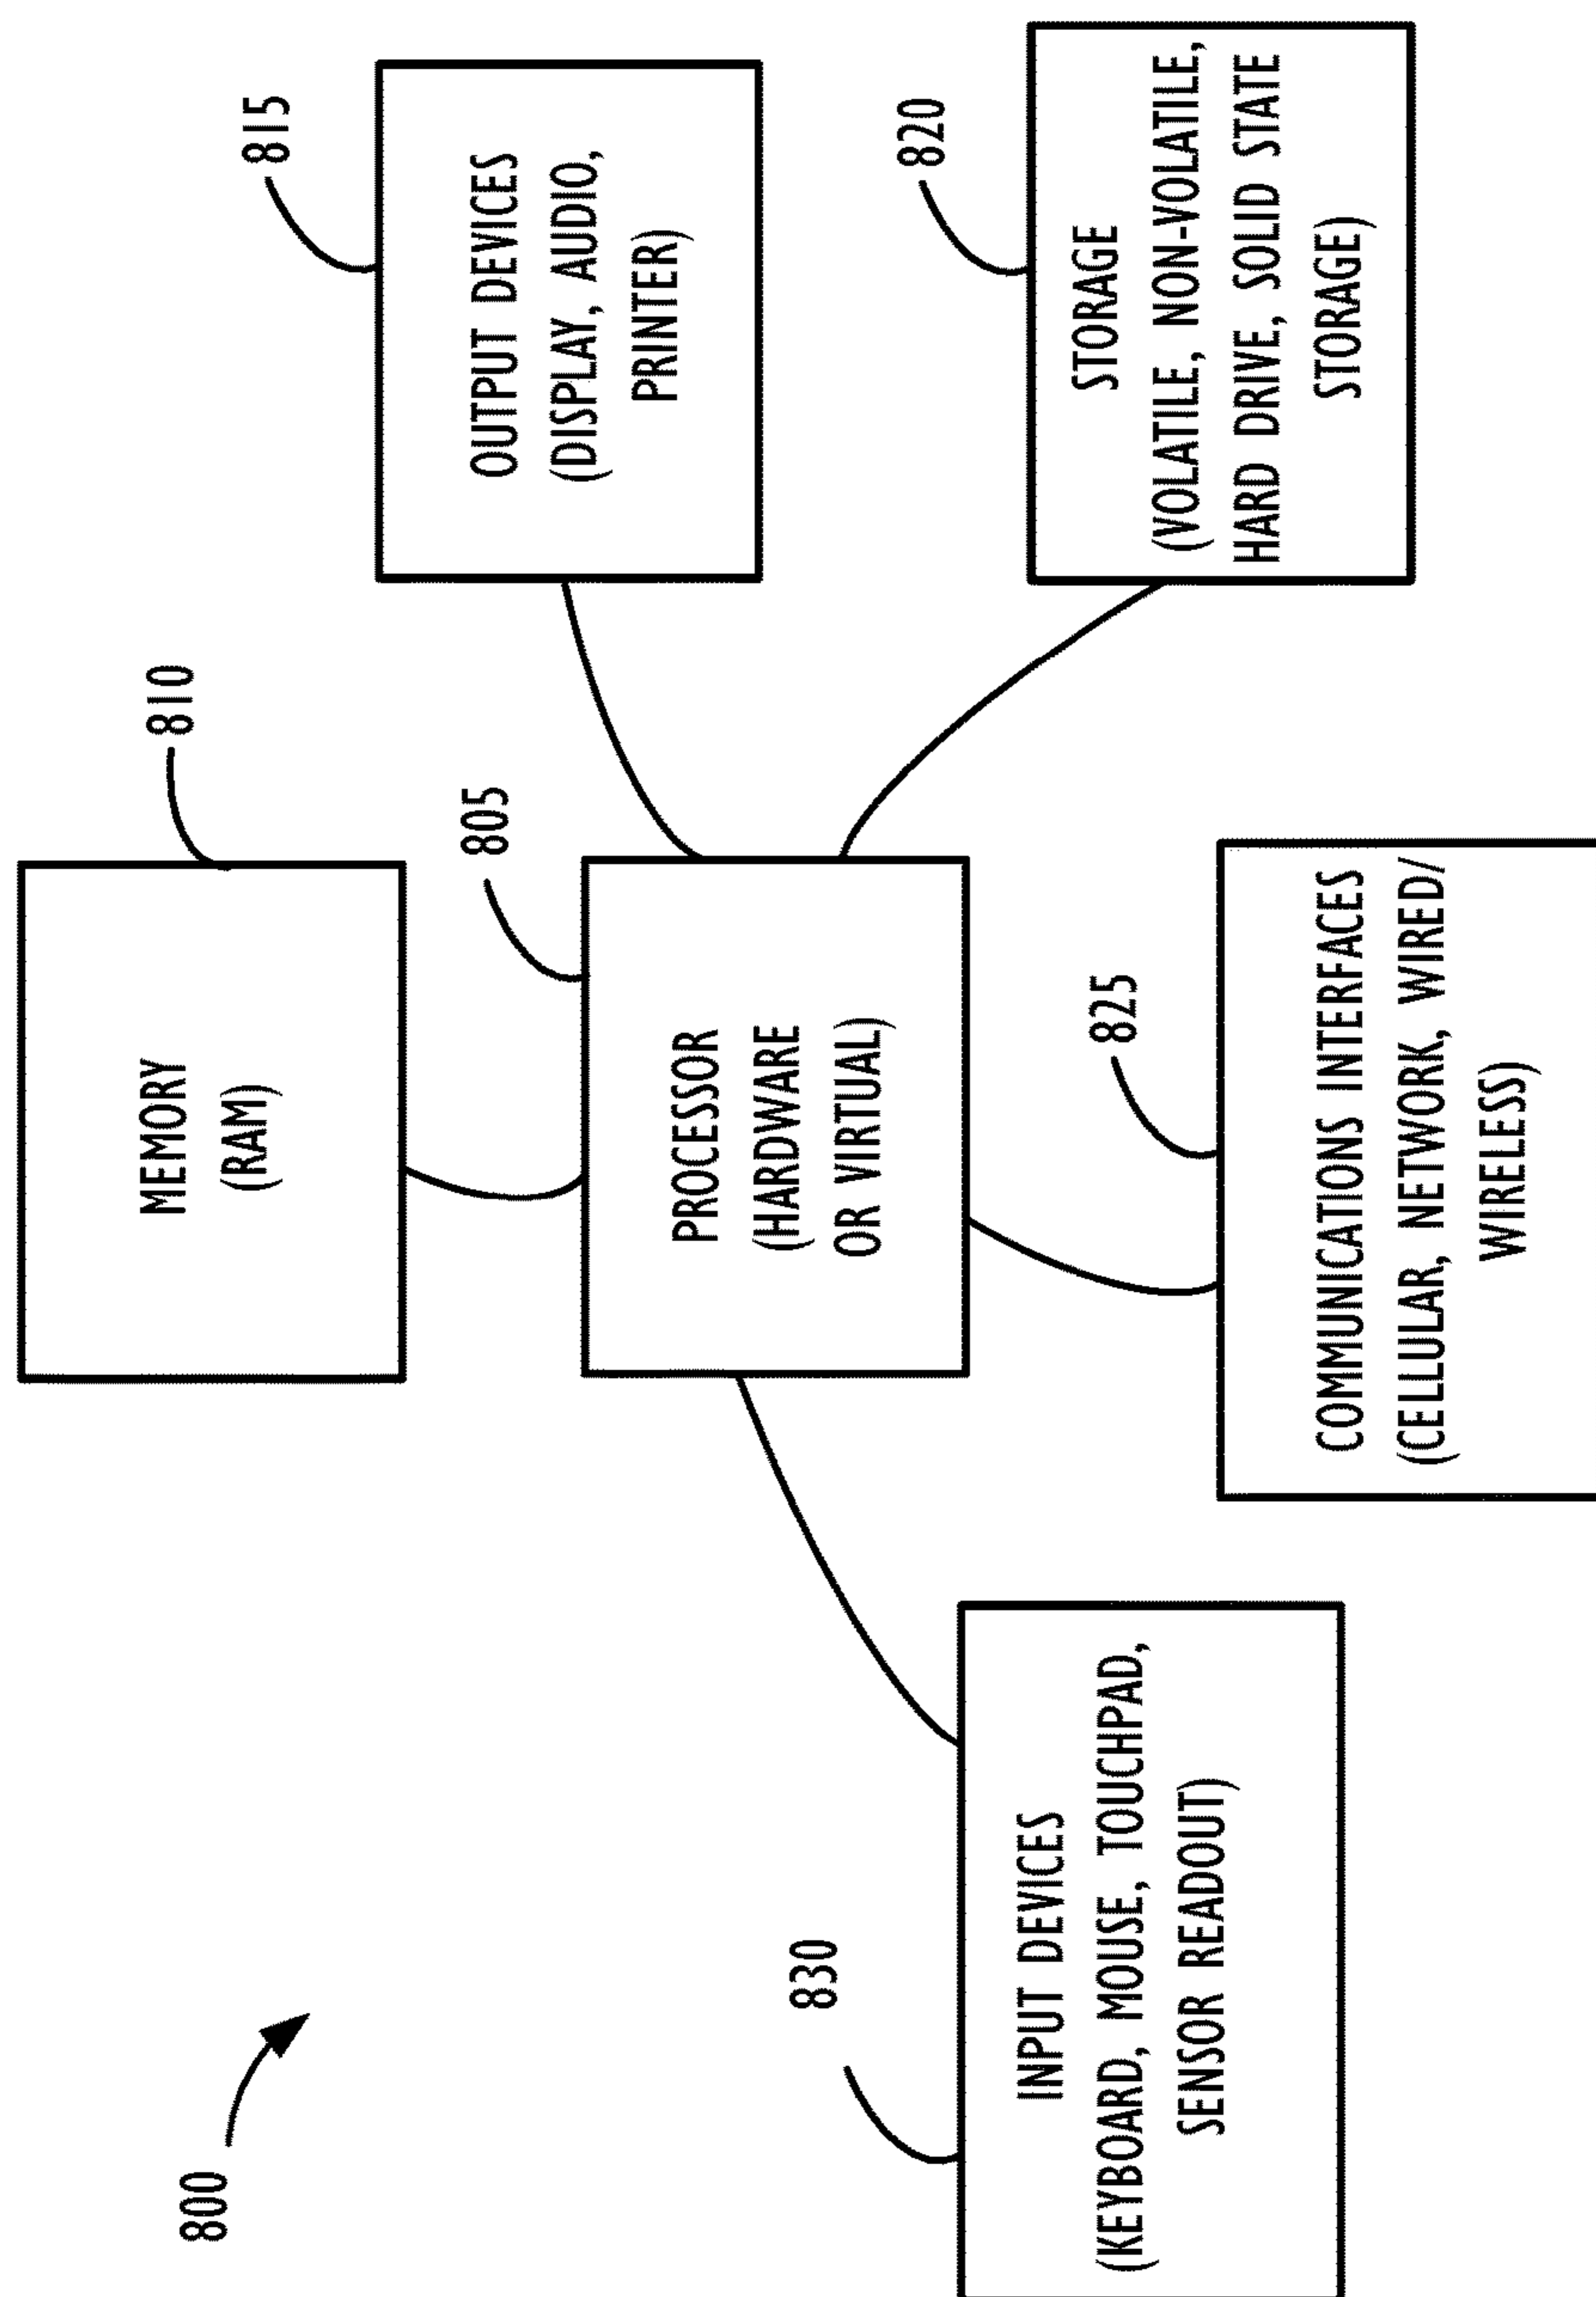 800
MEMORY
(RAM)
810
805
PROCESSOR
(HARDWARE
OR VIRTUAL)
815
OUTPUT DEVICES
(DISPLAY, AUDIO,
PRINTER)
820
STORAGE
(VOLATILE, NON-VOLATILE,
HARD DRIVE, SOLID STATE
STORAGE)
830
INPUT DEVICES
(KEYBOARD, MOUSE, TOUCHPAD,
SENSOR READOUT)
825
COMMUNICATIONS INTERFACES
(CELLULAR, NETWORK, WIRED/
WIRELESS)